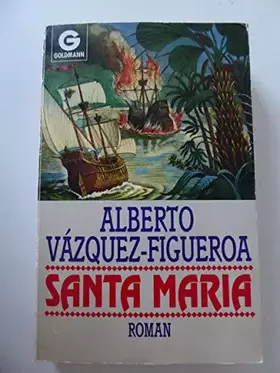 G
GOLDMANN
ALBERTO
VÁZQUEZ-FIGUEROA
SANTA MARIA
ROMAN